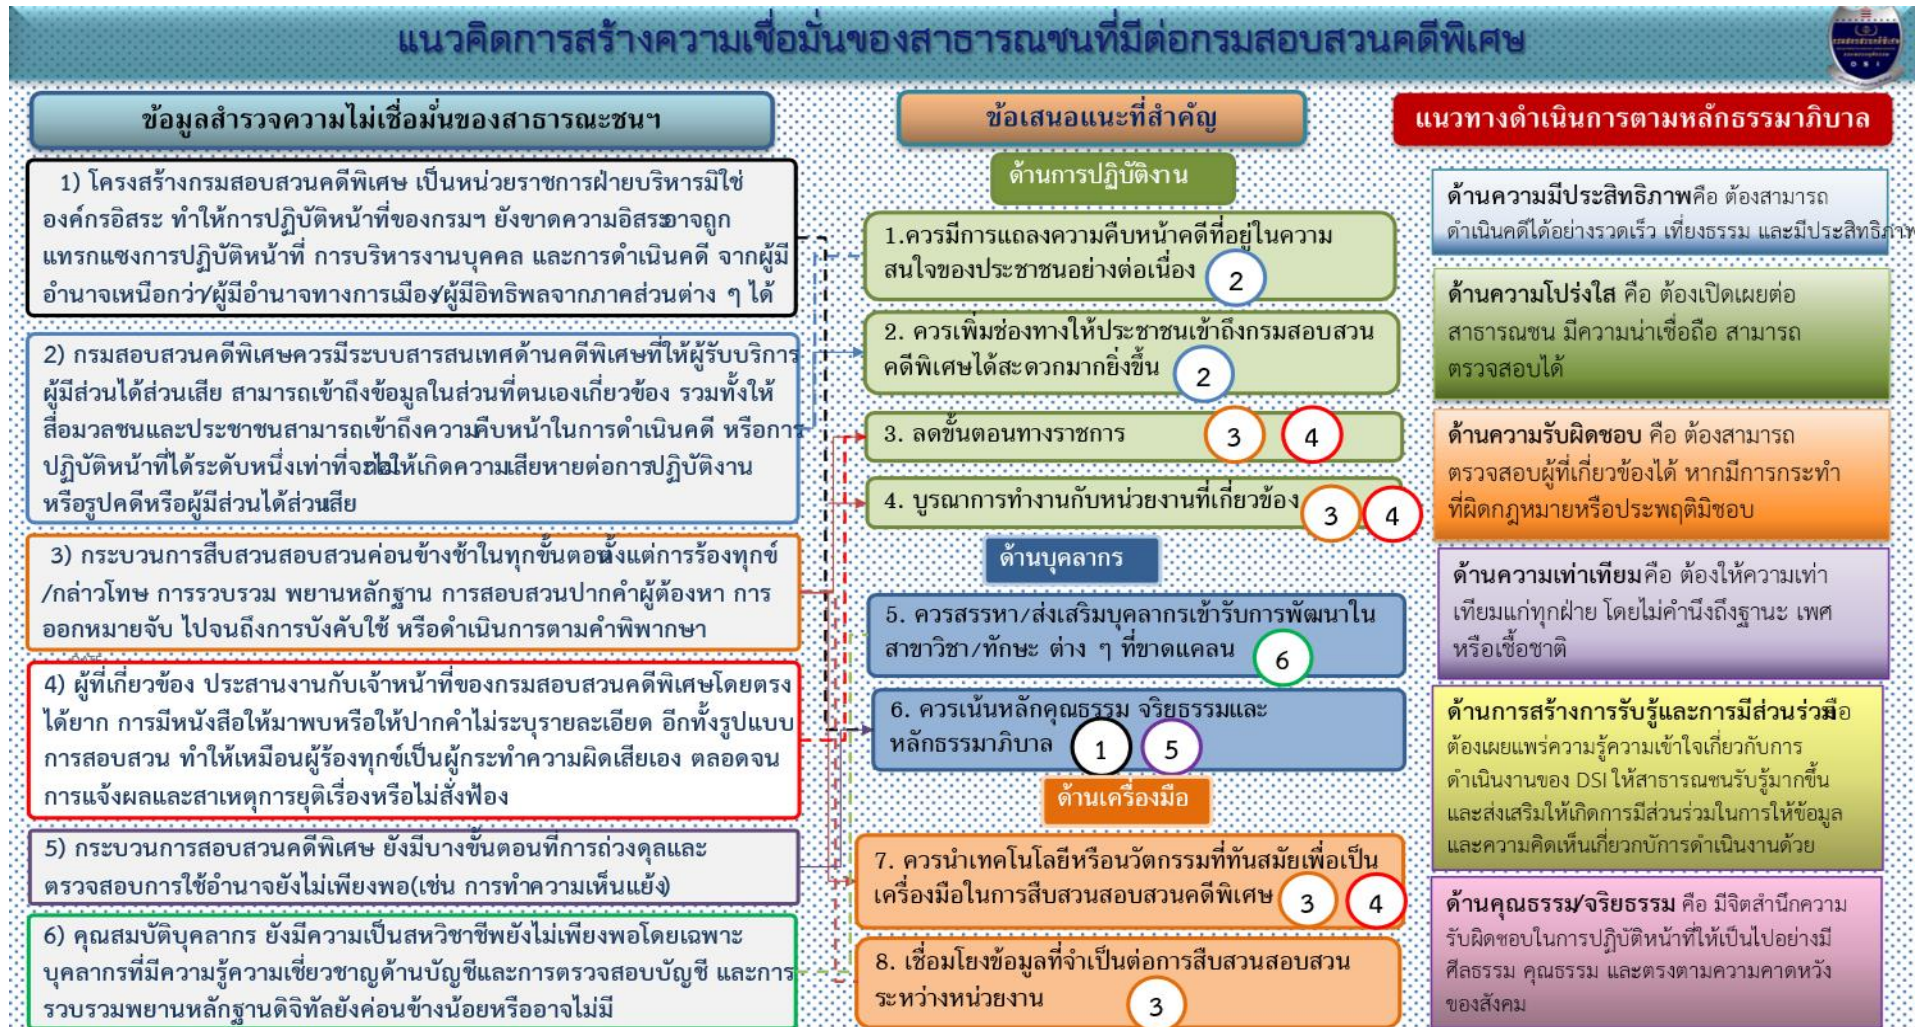 แนวคิดการสร้างความเชื่อมั่นของสาธารณชนที่มีต่อกรมสอบสวนคดีพิเศษ
ข้อมูลสำรวจความไม่เชื่อมั่นของสาธารณะชนฯ
1) โครงสร้างกรมสอบสวนคดีพิเศษ เป็นหน่วยราชการฝ่ายบริหารมิใช่
องค์กรอิสระ ทำให้การปฏิบัติหน้าที่ของกรมฯ ยังขาดความอิสระอาจถูก
แทรกแซงการปฏิบัติหน้าที่ การบริหารงานบุคคล และการดำเนินคดี จากผู้มี
อำนาจเหนือกว่า/ผู้มีอำนาจทางการเมือง/ผู้มีอิทธิพลจากภาคส่วนต่าง ๆ ได้
2) กรมสอบสวนคดีพิเศษควรมีระบบสารสนเทศด้านคดีพิเศษที่ให้ผู้รับบริการ
ผู้มีส่วนได้ส่วนเสีย สามารถเข้าถึงข้อมูลในส่วนที่ตนเองเกี่ยวข้อง รวมทั้งให้
สื่อมวลชนและประชาชนสามารถเข้าถึงความคืบหน้าในการดำเนินคดี หรือการ
ปฏิบัติหน้าที่ได้ระดับหนึ่งเท่าที่จะไม่ก่อให้เกิดความเสียหายต่อการปฏิบัติงาน
หรือรูปคดีหรือผู้มีส่วนได้ส่วนเสีย
3) กระบวนการสืบสวนสอบสวนค่อนข้างช้าในทุกขั้นตอนตั้งแต่การร้องทุกข์
/กล่าวโทษ การรวบรวม พยานหลักฐาน การสอบสวนปากคำผู้ต้องหา การ
ออกหมายจับ ไปจนถึงการบังคับใช้ หรือดำเนินการตามคำพิพากษา
4) ผู้ที่เกี่ยวข้อง ประสานงานกับเจ้าหน้าที่ของกรมสอบสวนคดีพิเศษโดยตรง
ได้ยาก การมีหนังสือให้มาพบหรือให้ปากคำไม่ระบุรายละเอียด อีกทั้งรูปแบบ
การสอบสวน ทำให้เหมือนผู้ร้องทุกข์เป็นผู้กระทำความผิดเสียเอง ตลอดจน
การแจ้งผลและสาเหตุการยุติเรื่องหรือไม่สั่งฟ้อง
5) กระบวนการสอบสวนคดีพิเศษ ยังมีบางขั้นตอนที่การถ่วงดุลและ
ตรวจสอบการใช้อำนาจยังไม่เพียงพอ(เช่น การทำความเห็นแย้ง)
6) คุณสมบัติบุคลากร ยังมีความเป็นสหวิชาชีพยังไม่เพียงพอโดยเฉพาะ
บุคลากรที่มีความรู้ความเชี่ยวชาญด้านบัญชีและการตรวจสอบบัญชี และการ
รวบรวมพยานหลักฐานดิจิทัลยังค่อนข้างน้อยหรืออาจไม่มี
ข้อเสนอแนะที่สำคัญ
ด้านการปฏิบัติงาน
1.ควรมีการแถลงความคืบหน้าคดีที่อยู่ในความ
สนใจของประชาชนอย่างต่อเนื่อง 2
2. ควรเพิ่มช่องทางให้ประชาชนเข้าถึงกรมสอบสวน
คดีพิเศษได้สะดวกมากยิ่งขึ้น 2
3. ลดขั้นตอนทางราชการ 3 4
4. บูรณาการทำงานกับหน่วยงานที่เกี่ยวข้อง 3 4
ด้านบุคลากร
5. ควรสรรหา/ส่งเสริมบุคลากรเข้ารับการพัฒนาใน
สาขาวิชา/ทักษะ ต่าง ๆ ที่ขาดแคลน 6
6. ควรเน้นหลักคุณธรรม จริยธรรมและ
หลักธรรมาภิบาล 1 5
ด้านเครื่องมือ
7. ควรนำเทคโนโลยีหรือนวัตกรรมที่ทันสมัยเพื่อเป็น
เครื่องมือในการสืบสวนสอบสวนคดีพิเศษ 3 4
8. เชื่อมโยงข้อมูลที่จำเป็นต่อการสืบสวนสอบสวน
ระหว่างหน่วยงาน 3
แนวทางดำเนินการตามหลักธรรมาภิบาล
ด้านความมีประสิทธิภาพคือ ต้องสามารถ
ดำเนินคดีได้อย่างรวดเร็ว เที่ยงธรรม และมีประสิทธิภาพ
ด้านความโปร่งใส คือ ต้องเปิดเผยต่อ
สาธารณชน มีความน่าเชื่อถือ สามารถ
ตรวจสอบได้
ด้านความรับผิดชอบ คือ ต้องสามารถ
ตรวจสอบผู้ที่เกี่ยวข้องได้ หากมีการกระทำ
ที่ผิดกฎหมายหรือประพฤติมิชอบ
ด้านความเท่าเทียมคือ ต้องให้ความเท่า
เทียมแก่ทุกฝ่าย โดยไม่คำนึงถึงฐานะ เพศ
หรือเชื้อชาติ
ด้านการสร้างการรับรู้และการมีส่วนร่วมคือ
ต้องเผยแพร่ความรู้ความเข้าใจเกี่ยวกับการ
ดำเนินงานของ DSI ให้สาธารณชนรับรู้มากขึ้น
และส่งเสริมให้เกิดการมีส่วนร่วมในการให้ข้อมูล
และความคิดเห็นเกี่ยวกบัการดำเนินงานด้วย
ด้านคุณธรรม/จริยธรรม คือ มีจิตสำนึกความ
รับผิดชอบในการปฏิบัติหน้าที่ให้เป็นไปอย่างมี
ศีลธรรม คุณธรรม และตรงตามความคาดหวัง
ของสังคม